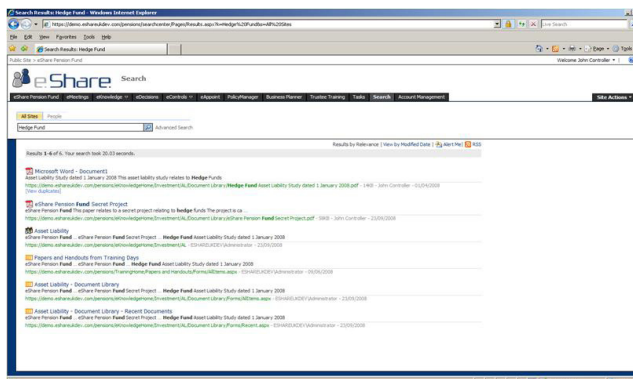 Search Results: Hedge Fund - Windows Internet Explorer
https://demo.eshareukdev.com/pensions/searchcenter/Pages/Results.aspx?k=Hedge%20Fund&s=All%20Sites
Live Search
File Edit View Favorites Tools Help
Search Results: Hedge Fund
Page Tools
Public Site > eShare Pension Fund
Welcome John Controller
e.Share Search
eShare Pension Fund eMeetings eKnowledge eDecisions eControls eAppoint PolicyManager Business Planner Trustee Training Tasks Search Account Management Site Actions
All Sites People
Hedge Fund Advanced Search
Results by Relevance | View by Modified Date | Alert Me | RSS
Results 1-6 of 6. Your search took 20.03 seconds.
Microsoft Word - Document1
Asset Liability Study dated 1 January 2008 This asset liability study relates to Hedge Funds
https://demo.eshareukdev.com/pensions/eKnowledgeHome/Investment/AL/Document Library/Hedge Fund Asset Liability Study dated 1 January 2008.pdf - 14KB - John Controller - 01/04/2008
[View duplicates]
eShare Pension Fund Secret Project
eShare Pension Fund This paper relates to a secret project relating to hedge funds The project is ca ...
https://demo.eshareukdev.com/pensions/eKnowledgeHome/Investment/AL/Document Library/eShare Pension Fund Secret Project.pdf - 58KB - John Controller - 23/05/2008
Asset Liability
eShare Pension Fund ... eShare Pension Fund Secret Project ... Hedge Fund Asset Liability Study dated 1 January 2008
https://demo.eshareukdev.com/pensions/eKnowledgeHome/Investment/AL - ESHAREUKDEV\Administrator - 23/05/2008
Papers and Handouts from Training Days
eShare Pension Fund ... eShare Pension Fund ... Hedge Fund Asset Liability Study dated 1 January 2008
https://demo.eshareukdev.com/pensions/TrainingHome/Papers and Handouts/Forms/AllItems.aspx - ESHAREUKDEV\Administrator - 05/06/2008
Asset Liability - Document Library
eShare Pension Fund ... eShare Pension Fund Secret Project ... Hedge Fund Asset Liability Study dated 1 January 2008
https://demo.eshareukdev.com/pensions/eKnowledgeHome/Investment/AL/Document Library/Forms/AllItems.aspx - ESHAREUKDEV\Administrator - 23/05/2008
Asset Liability - Document Library - Recent Documents
eShare Pension Fund ... eShare Pension Fund Secret Project ... Hedge Fund Asset Liability Study dated 1 January 2008
https://demo.eshareukdev.com/pensions/eKnowledgeHome/Investment/AL/Document Library/Forms/Recent.aspx - ESHAREUKDEV\Administrator - 23/05/2008